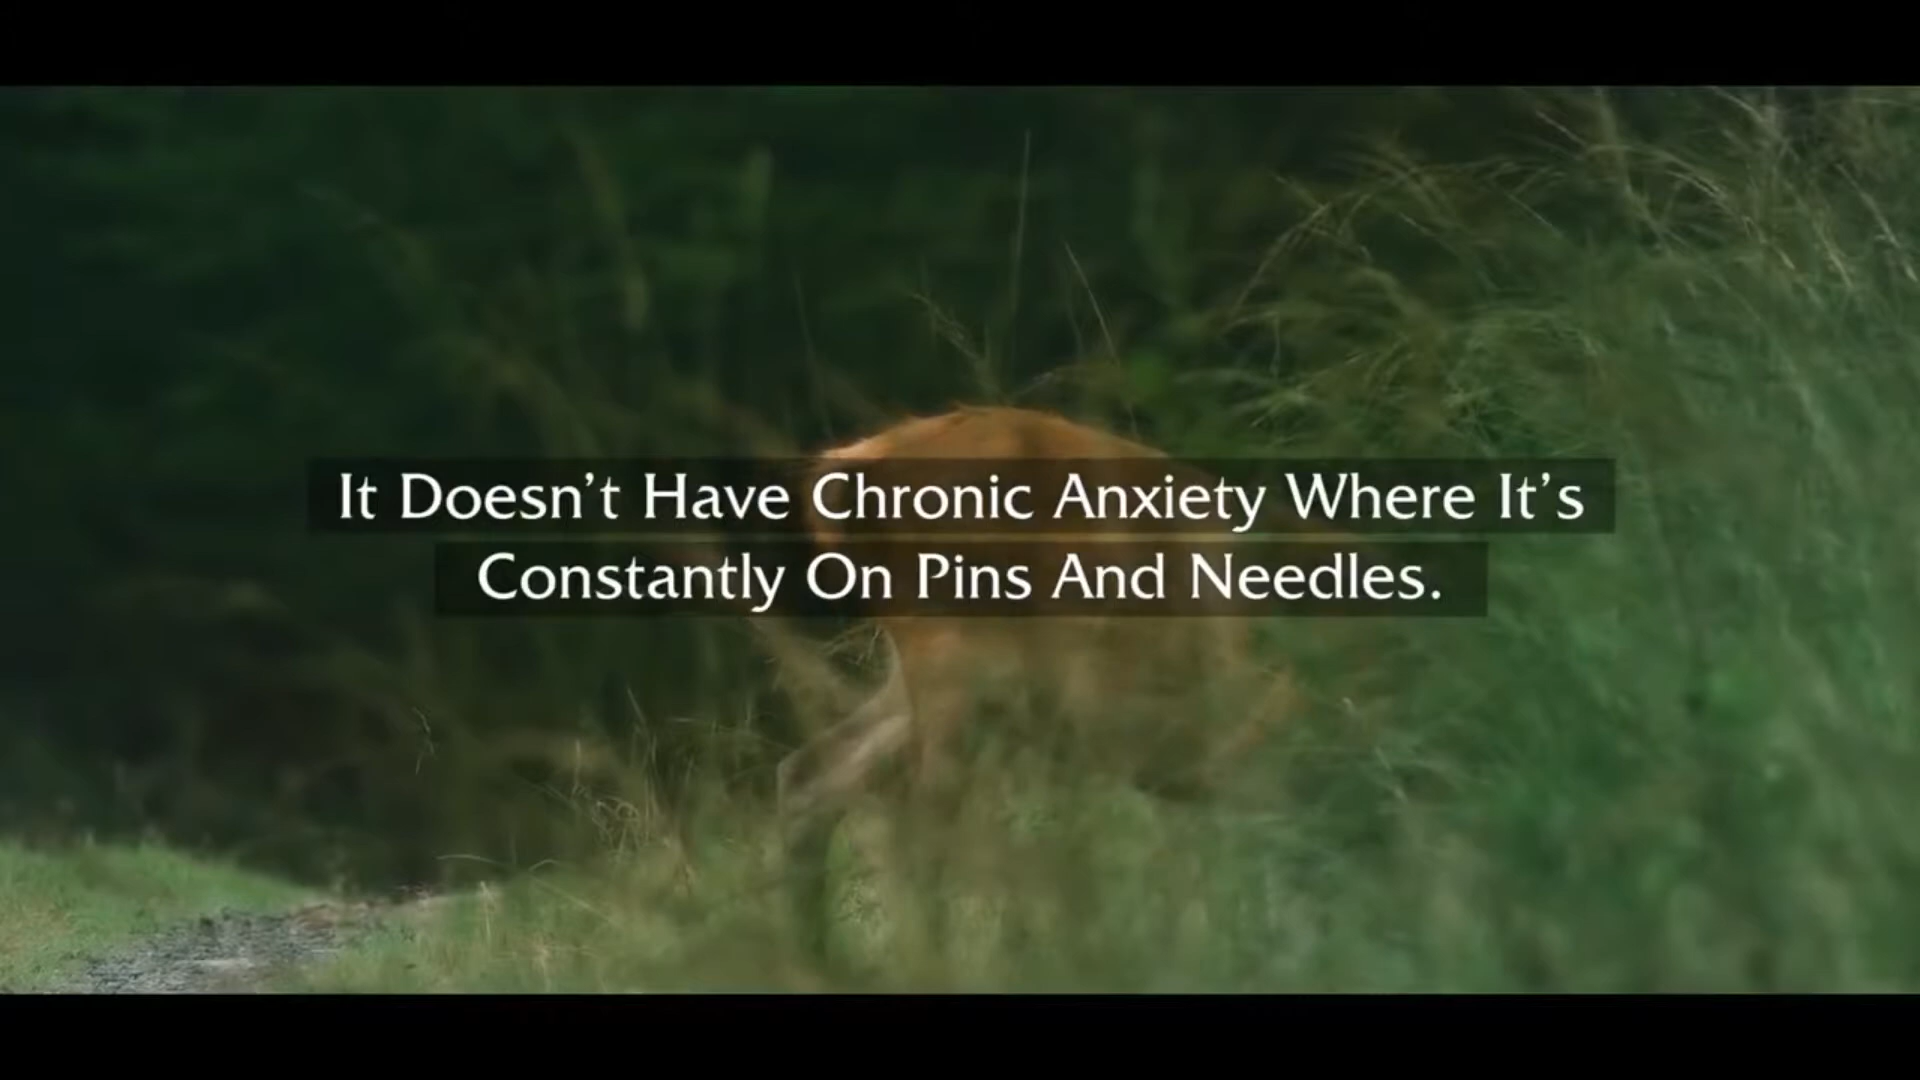 It Doesn't Have Chronic Anxiety Where It's
Constantly On Pins And Needles.